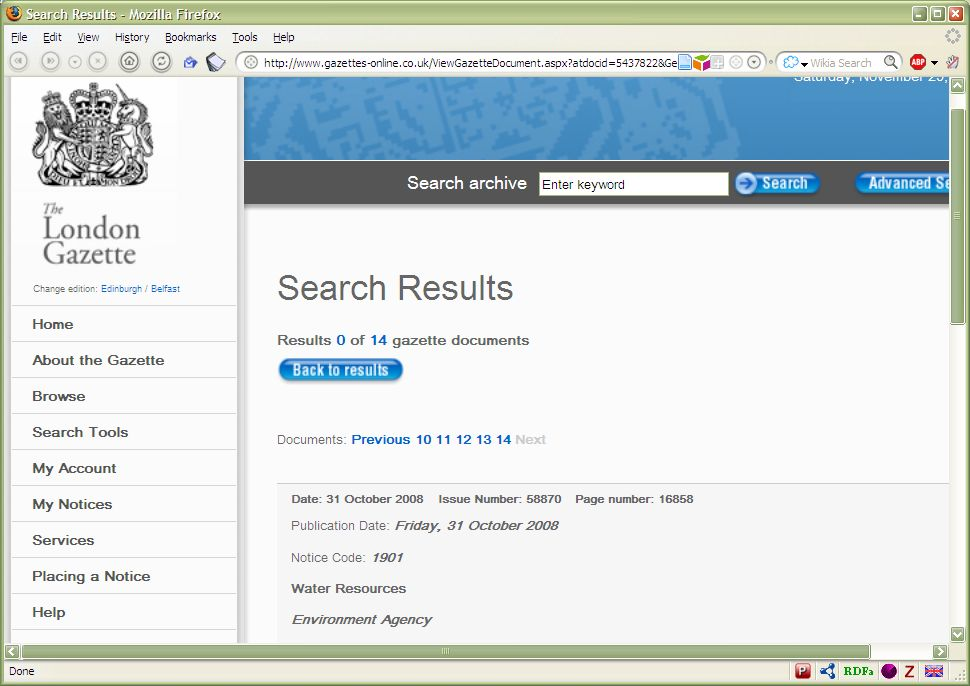 Search Results - Mozilla Firefox
File Edit View History Bookmarks Tools Help
http://www.gazettes-online.co.uk/ViewGazetteDocument.aspx?atdocid=5437822&Ge
Wikia Search
ABP
Saturday, November 29,
Search archive Enter keyword Search Advanced Se
The
London
Gazette
Change edition: Edinburgh / Belfast
Home
About the Gazette
Browse
Search Tools
My Account
My Notices
Services
Placing a Notice
Help
Search Results
Results 0 of 14 gazette documents
Back to results
Documents: Previous 10 11 12 13 14 Next
Date: 31 October 2008 Issue Number: 58870 Page number: 16858
Publication Date: Friday, 31 October 2008
Notice Code: 1901
Water Resources
Environment Agency
Done
P RDFa Z